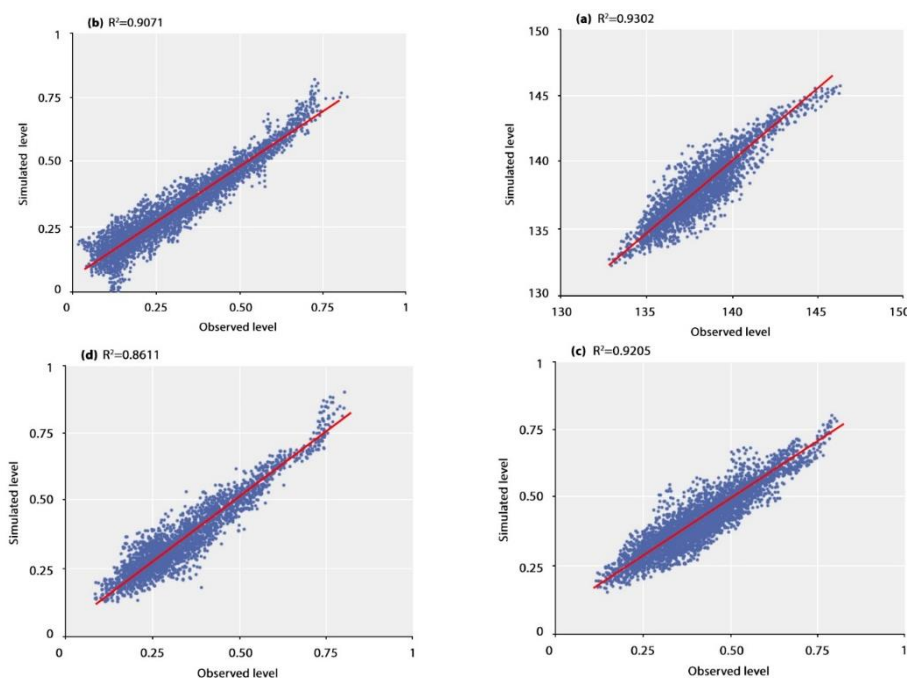 (b) R²=0.9071
1
0.75
0.50
0.25
0
Simulated level
0 0.25 0.50 0.75 1
Observed level
(a) R²=0.9302
150
145
140
135
130
Simulated level
130 135 140 145 150
Observed level
(d) R²=0.8611
1
0.75
0.50
0.25
0
Simulated level
0 0.25 0.50 0.75 1
Observed level
(c) R²=0.9205
1
0.75
0.50
0.25
0
Simulated level
0 0.25 0.50 0.75 1
Observed level